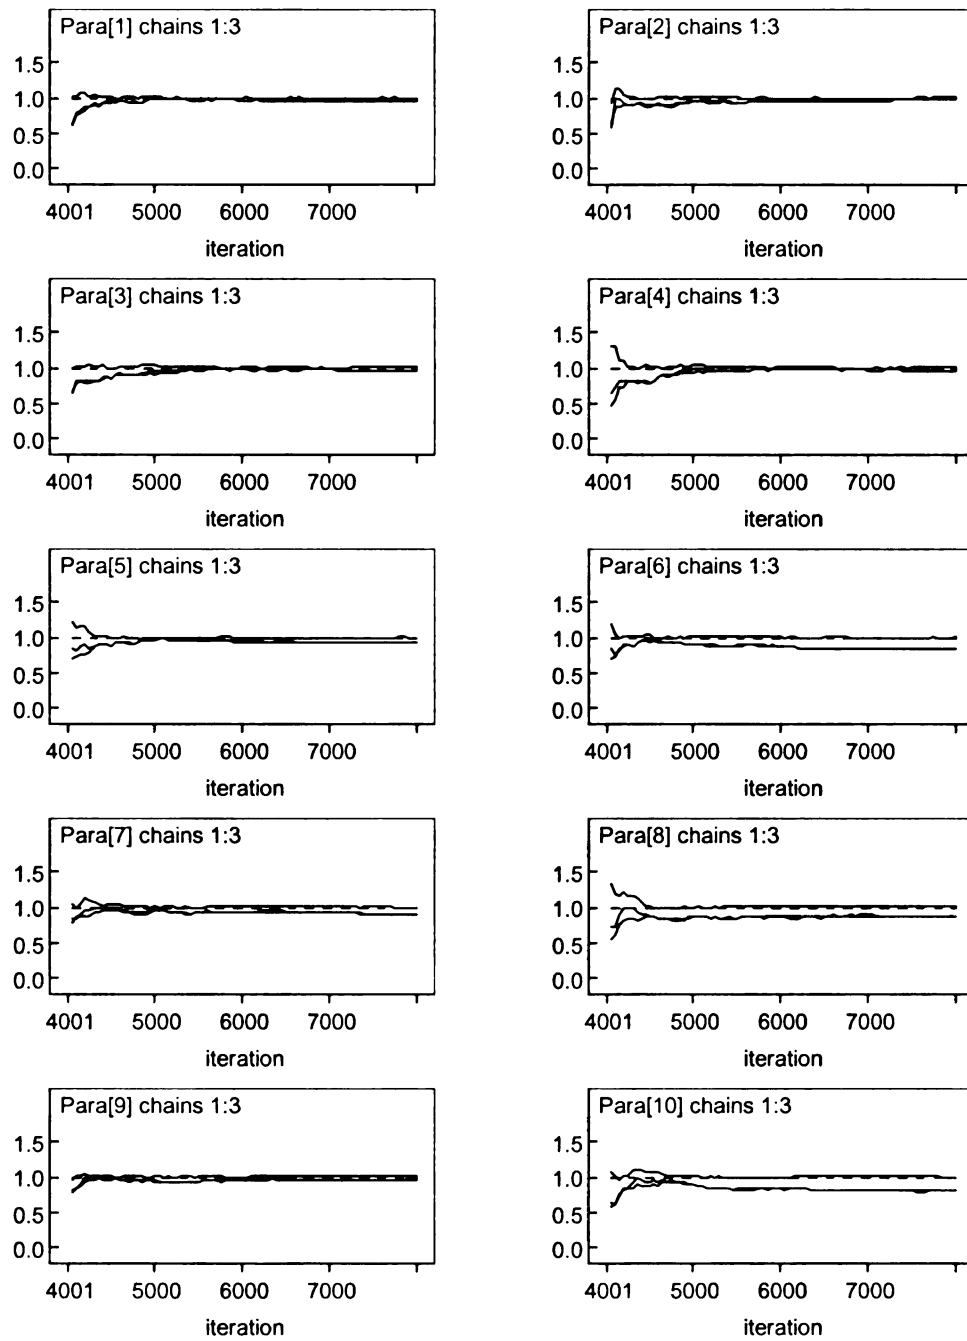 Para[1] chains 1:3
1.5
1.0
0.5
0.0
4001 5000 6000 7000
iteration
Para[2] chains 1:3
1.5
1.0
0.5
0.0
4001 5000 6000 7000
iteration
Para[3] chains 1:3
1.5
1.0
0.5
0.0
4001 5000 6000 7000
iteration
Para[4] chains 1:3
1.5
1.0
0.5
0.0
4001 5000 6000 7000
iteration
Para[5] chains 1:3
1.5
1.0
0.5
0.0
4001 5000 6000 7000
iteration
Para[6] chains 1:3
1.5
1.0
0.5
0.0
4001 5000 6000 7000
iteration
Para[7] chains 1:3
1.5
1.0
0.5
0.0
4001 5000 6000 7000
iteration
Para[8] chains 1:3
1.5
1.0
0.5
0.0
4001 5000 6000 7000
iteration
Para[9] chains 1:3
1.5
1.0
0.5
0.0
4001 5000 6000 7000
iteration
Para[10] chains 1:3
1.5
1.0
0.5
0.0
4001 5000 6000 7000
iteration